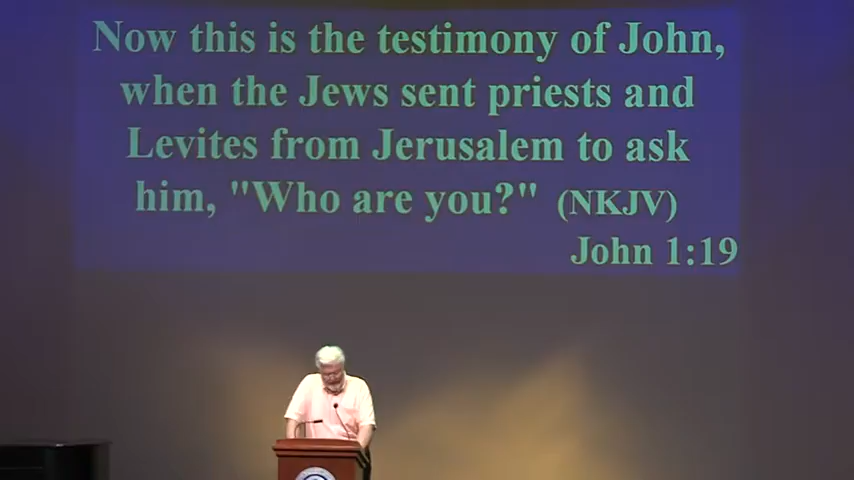 Now this is the testimony of John,
when the Jews sent priests and
Levites from Jerusalem to ask
him, "Who are you?" (NKJV)
John 1:19